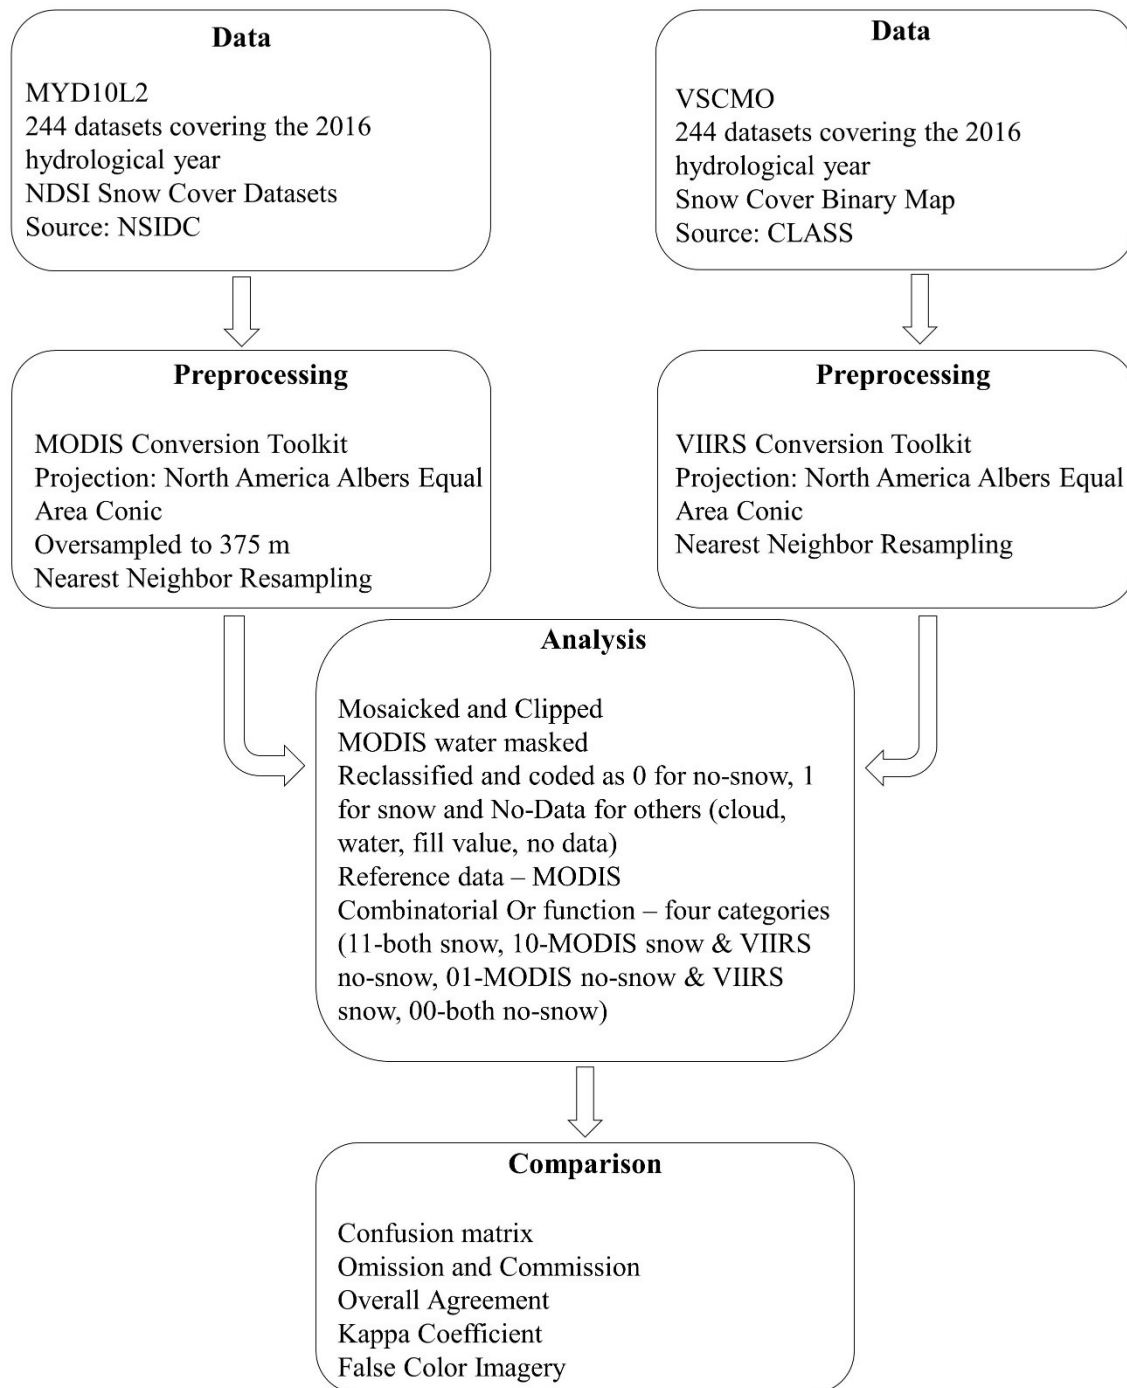 Data
MYD10L2
244 datasets covering the 2016
hydrological year
NDSI Snow Cover Datasets
Source: NSIDC
Data
VSCMO
244 datasets covering the 2016
hydrological year
Snow Cover Binary Map
Source: CLASS
Preprocessing
MODIS Conversion Toolkit
Projection: North America Albers Equal
Area Conic
Oversampled to 375 m
Nearest Neighbor Resampling
Preprocessing
VIIRS Conversion Toolkit
Projection: North America Albers Equal
Area Conic
Nearest Neighbor Resampling
Analysis
Mosaicked and Clipped
MODIS water masked
Reclassified and coded as 0 for no-snow, 1
for snow and No-Data for others (cloud,
water, fill value, no data)
Reference data – MODIS
Combinatorial Or function – four categories
(11-both snow, 10-MODIS snow & VIIRS
no-snow, 01-MODIS no-snow & VIIRS
snow, 00-both no-snow)
Comparison
Confusion matrix
Omission and Commission
Overall Agreement
Kappa Coefficient
False Color Imagery